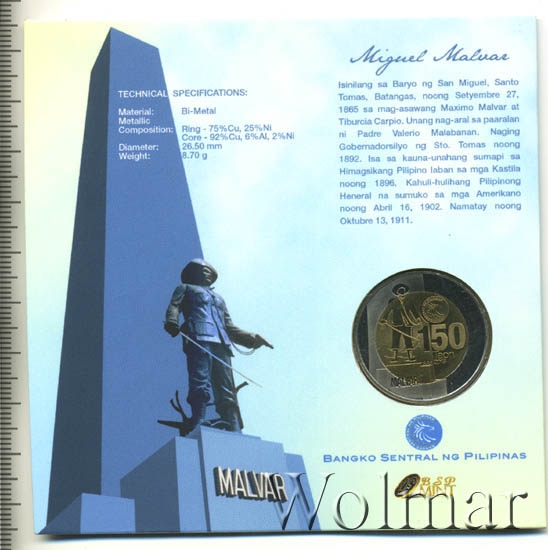 Miguel Malvar
TECHNICAL SPECIFICATIONS:
Material: Bi-Metal
Metallic
Composition: Ring - 75%Cu, 25%Ni
Core - 92%Cu, 6%Al, 2%Ni
Diameter: 26.50 mm
Weight: 8.70 g
Isinilang sa Baryo ng San Miguel, Santo
Tomas, Batangas, noong Setyembre 27,
1865 sa mag-asawang Maximo Malvar at
Tiburcia Carpio. Unang nag-aral sa paaralan
ni Padre Valerio Malabanan. Naging
Gobernadorsilyo ng Sto. Tomas noong
1892. Isa sa kauna-unahang sumapi sa
Himagsikang Pilipino laban sa mga Kastila
noong 1896. Kahuli-hulihang Pilipinong
Heneral na sumuko sa mga Amerikano
noong Abril 16, 1902. Namatay noong
Oktubre 13, 1911.
150
Taon
MALVAR
BANGKO SENTRAL NG PILIPINAS
BSP
MINT
MALVAR
Wolmar